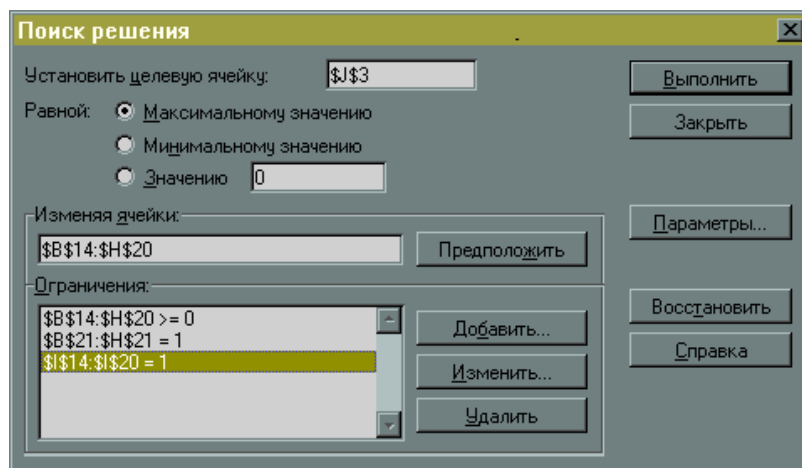 Поиск решения
Установить целевую ячейку: $J$3
Выполнить
Равной: Максимальному значению
Закрыть
Минимальному значению
Значению 0
Изменяя ячейки:
Параметры...
$B$14:$H$20 Предположить
Ограничения:
$B$14:$H$20 >= 0
$B$21:$H$21 = 1
$I$14:$I$20 = 1
Добавить...
Изменить...
Удалить
Восстановить
Справка